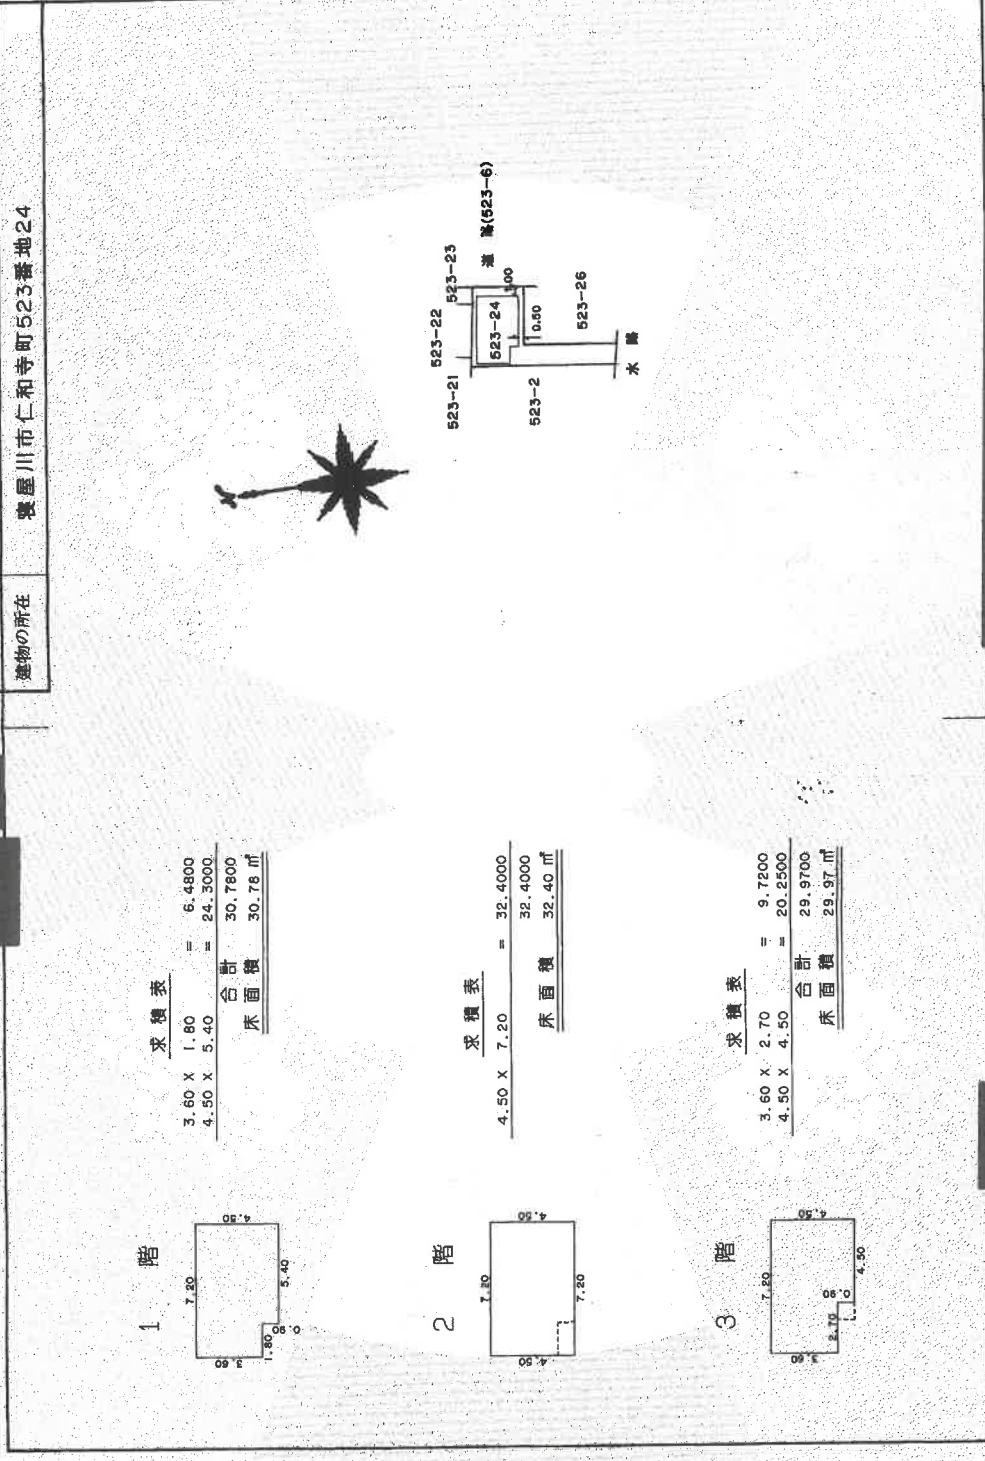 建物の所在
寝屋川市仁和寺町523番地24
1 階
7.20
4.50
5.40
0.90
1.80
3.60
求積表
3.60 X 1.80 = 6.4800
4.50 X 5.40 = 24.3000
合計 30.7800
床面積 30.78 ㎡
2 階
7.20
4.50
7.20
4.50
求積表
4.50 X 7.20 = 32.4000
32.4000
床面積 32.40 ㎡
3 階
7.20
4.50
4.50
0.90
2.70
3.60
求積表
3.60 X 2.70 = 9.7200
4.50 X 4.50 = 20.2500
合計 29.9700
床面積 29.97 ㎡
N
523-21
523-22
523-23
道 路(523-6)
523-24
1.00
0.50
523-2
523-26
水 路